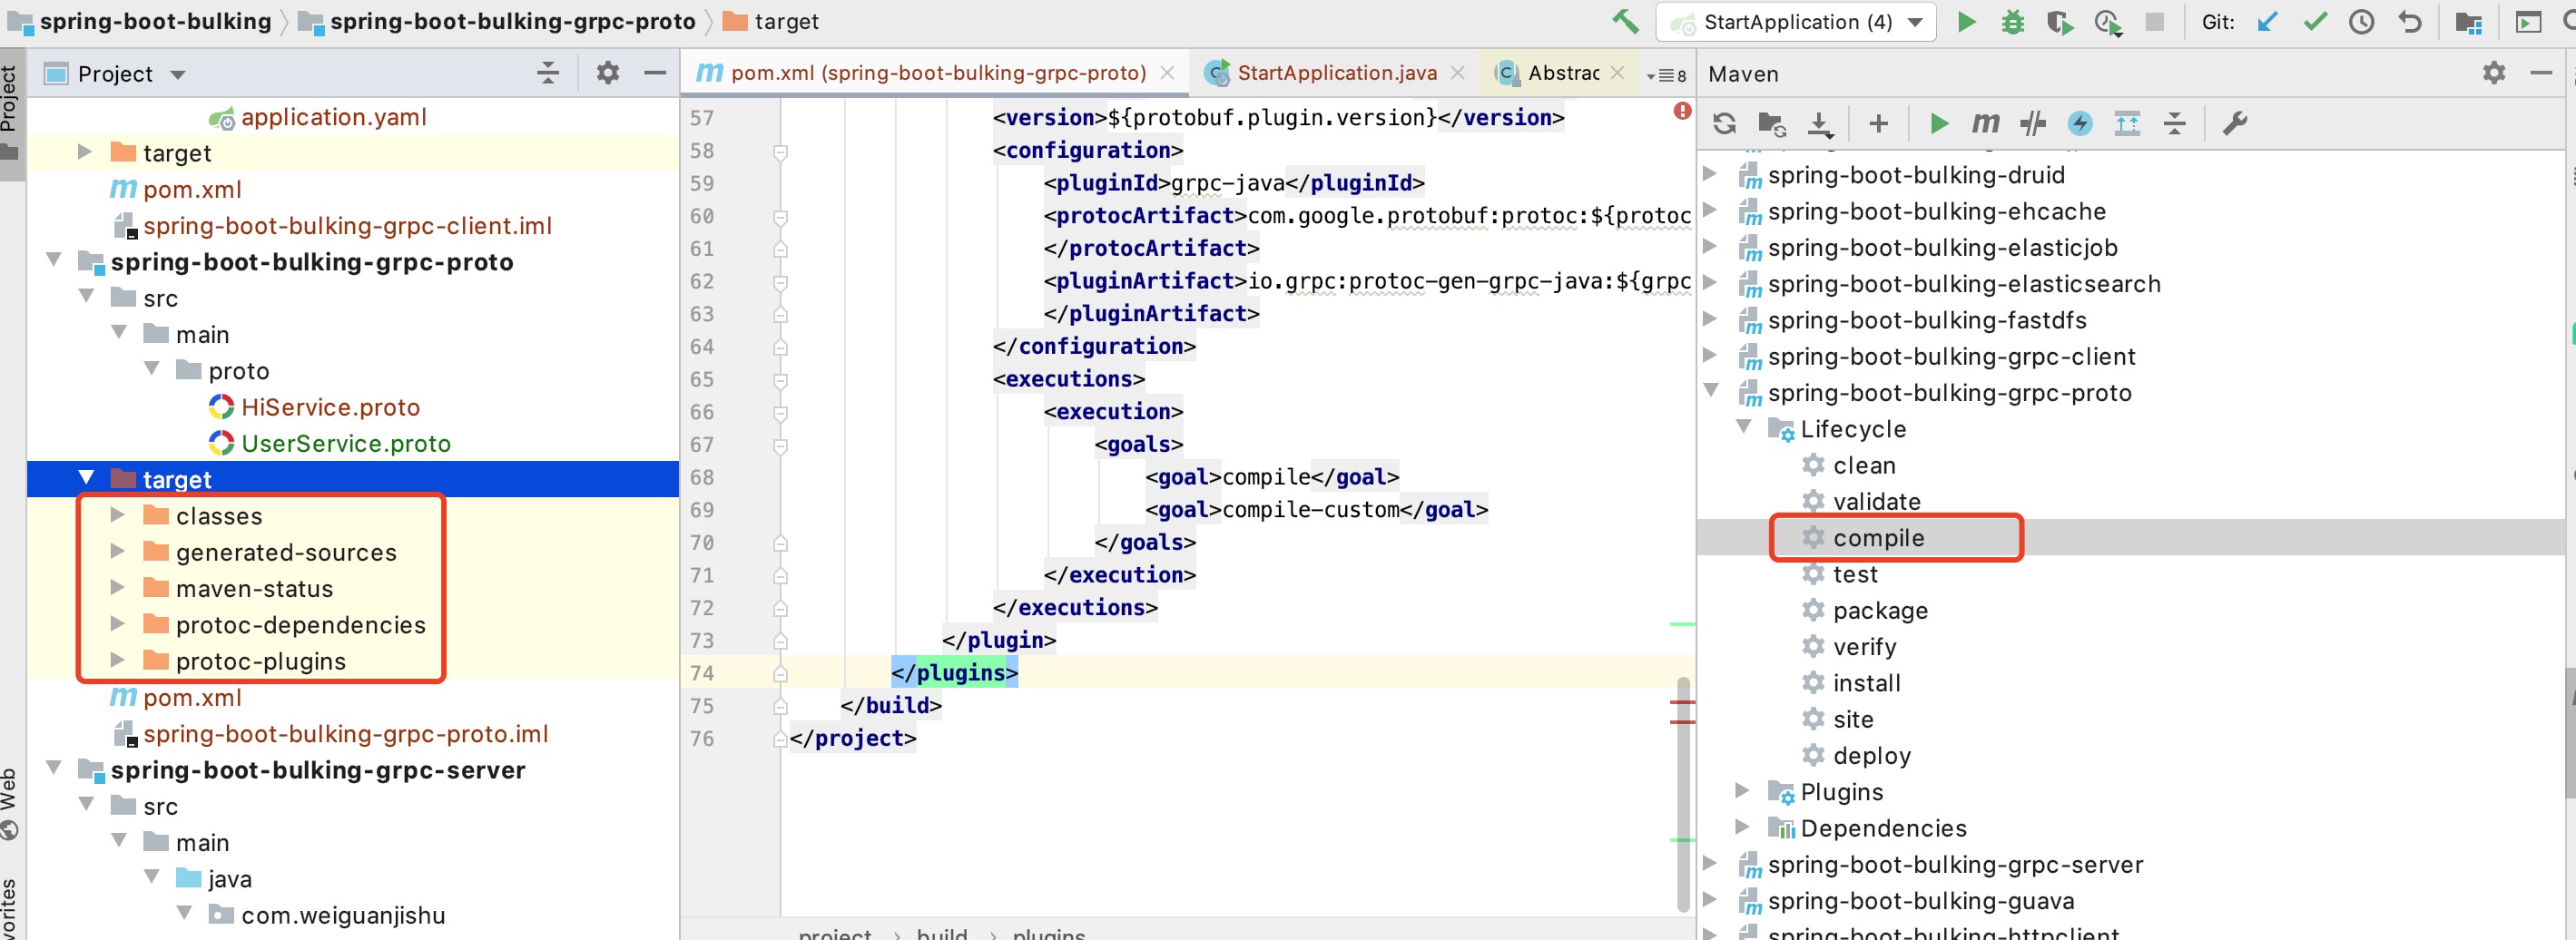 spring-boot-bulking spring-boot-bulking-grpc-proto target
StartApplication (4)
Git:
Project
Project
application.yaml
target
pom.xml
spring-boot-bulking-grpc-client.iml
spring-boot-bulking-grpc-proto
src
main
proto
HiService.proto
UserService.proto
target
classes
generated-sources
maven-status
protoc-dependencies
protoc-plugins
pom.xml
spring-boot-bulking-grpc-proto.iml
spring-boot-bulking-grpc-server
src
main
java
com.weiguanjishu
Web
pom.xml (spring-boot-bulking-grpc-proto) StartApplication.java Abstrac 8
57 <version>${protobuf.plugin.version}</version>
58 <configuration>
59 <pluginId>grpc-java</pluginId>
60 <protocArtifact>com.google.protobuf:protoc:${protoc
61 </protocArtifact>
62 <pluginArtifact>io.grpc:protoc-gen-grpc-java:${grpc
63 </pluginArtifact>
64 </configuration>
65 <executions>
66 <execution>
67 <goals>
68 <goal>compile</goal>
69 <goal>compile-custom</goal>
70 </goals>
71 </execution>
72 </executions>
73 </plugin>
74 </plugins>
75 </build>
76 </project>
project › build › plugins
Maven
spring-boot-bulking-druid
spring-boot-bulking-ehcache
spring-boot-bulking-elasticjob
spring-boot-bulking-elasticsearch
spring-boot-bulking-fastdfs
spring-boot-bulking-grpc-client
spring-boot-bulking-grpc-proto
Lifecycle
clean
validate
compile
test
package
verify
install
site
deploy
Plugins
Dependencies
spring-boot-bulking-grpc-server
spring-boot-bulking-guava
spring-boot-bulking-httpclient